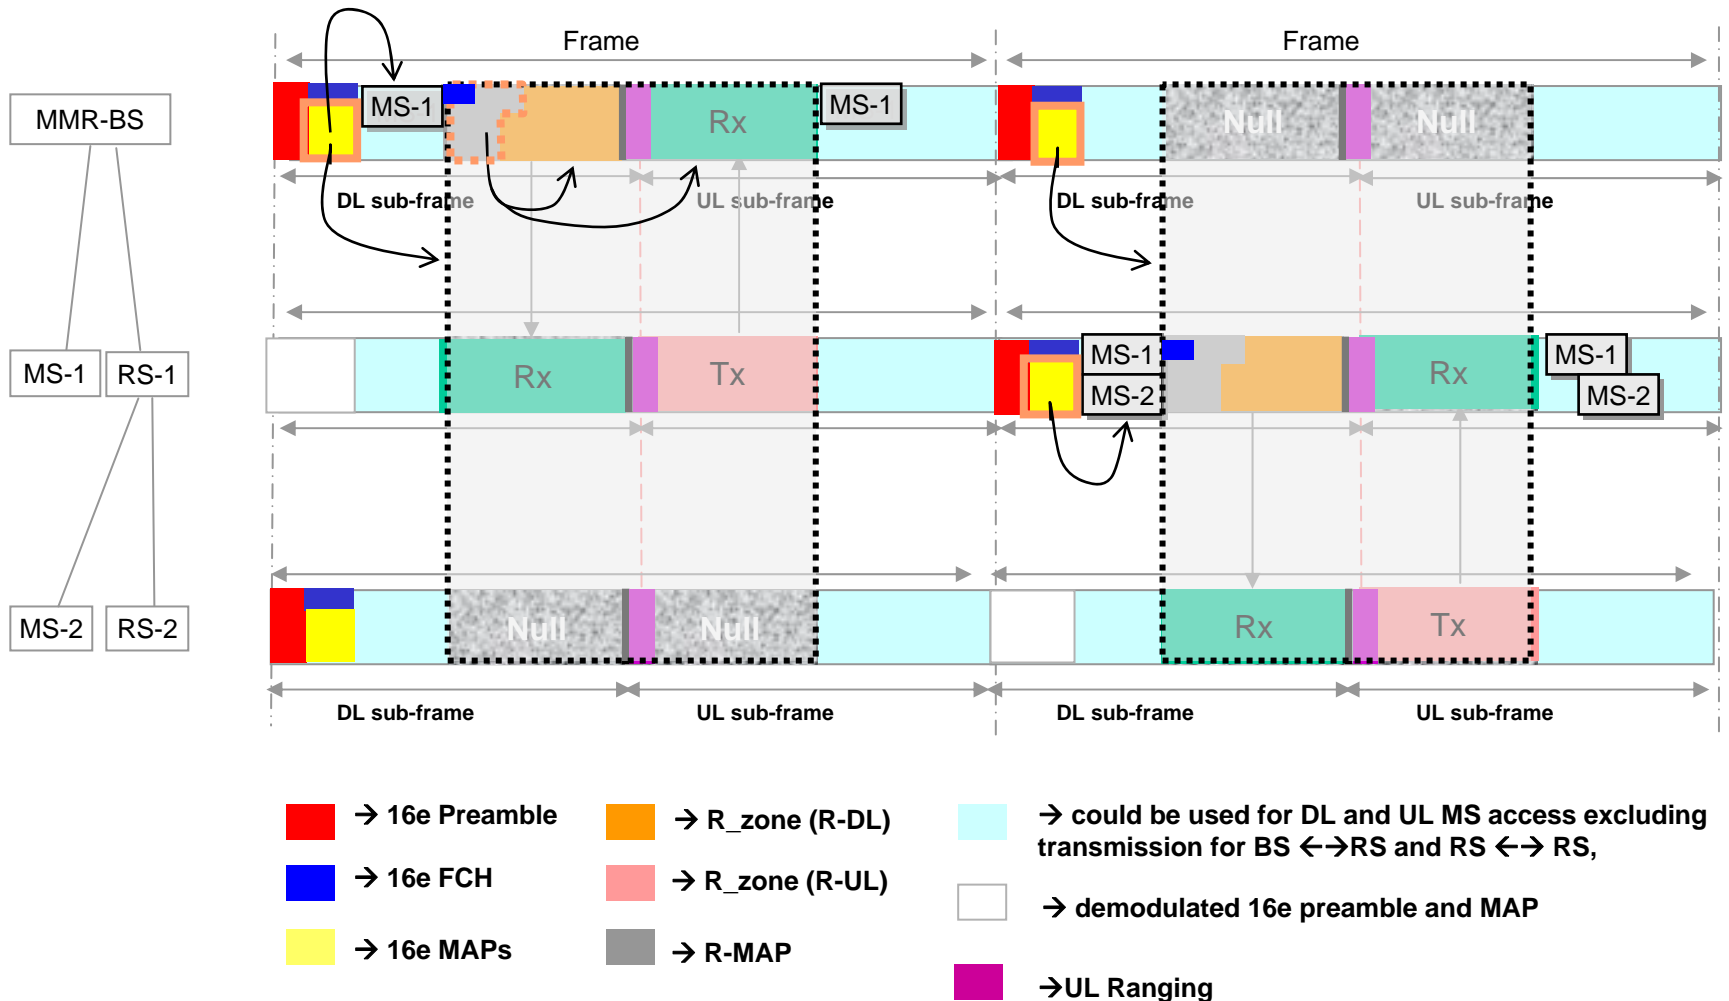 Frame
Frame
MMR-BS
MS-1
Rx
MS-1
Null
Null
DL sub-frame
UL sub-frame
DL sub-frame
UL sub-frame
MS-1
RS-1
Rx
Tx
MS-1
MS-2
Rx
MS-1
MS-2
MS-2
RS-2
Null
Null
Rx
Tx
DL sub-frame
UL sub-frame
DL sub-frame
UL sub-frame
→ 16e Preamble
→ R_zone (R-DL)
→ could be used for DL and UL MS access excluding
transmission for BS ←→RS and RS ←→ RS,
→ 16e FCH
→ R_zone (R-UL)
→ demodulated 16e preamble and MAP
→ 16e MAPs
→ R-MAP
→UL Ranging